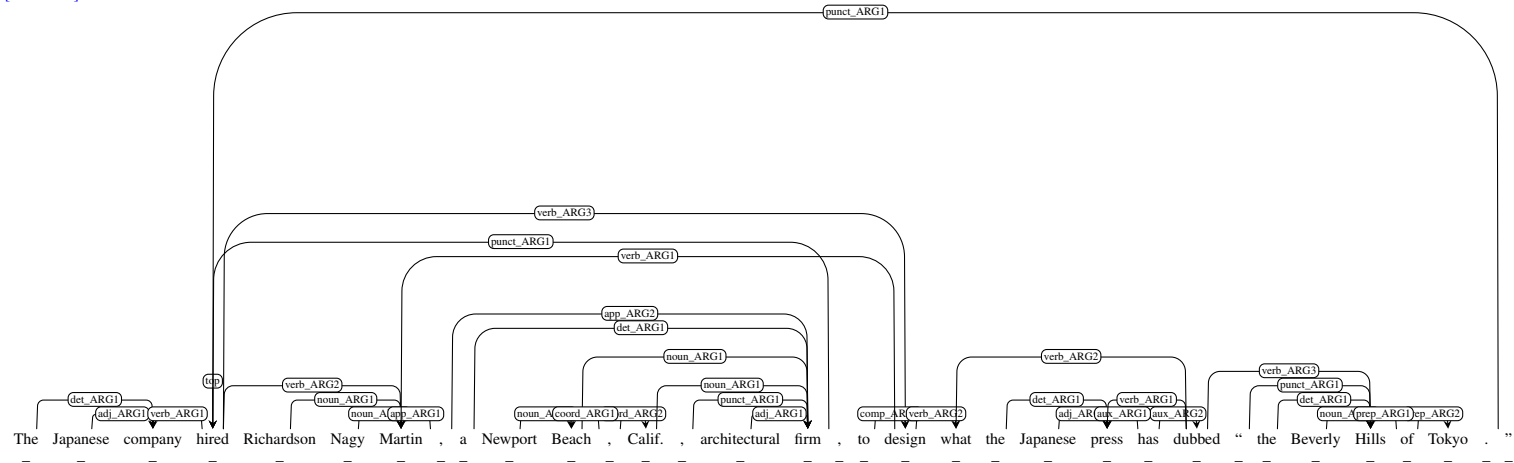 punct_ARG1
verb_ARG3
punct_ARG1
verb_ARG1
app_ARG2
det_ARG1
noun_ARG1 verb_ARG2
verb_ARG3
top verb_ARG2 noun_ARG1 punct_ARG1
det_ARG1 noun_ARG1 punct_ARG1 det_ARG1 verb_ARG1 det_ARG1
adj_ARG1 verb_ARG1 app_ARG1 coord_ARG1 adj_ARG1 verb_ARG2 aux_ARG1 aux_ARG2 prep_ARG1
The Japanese company hired Richardson Nagy Martin , a Newport Beach , Calif. , architectural firm , to design what the Japanese press has dubbed “ the Beverly Hills of Tokyo . ”